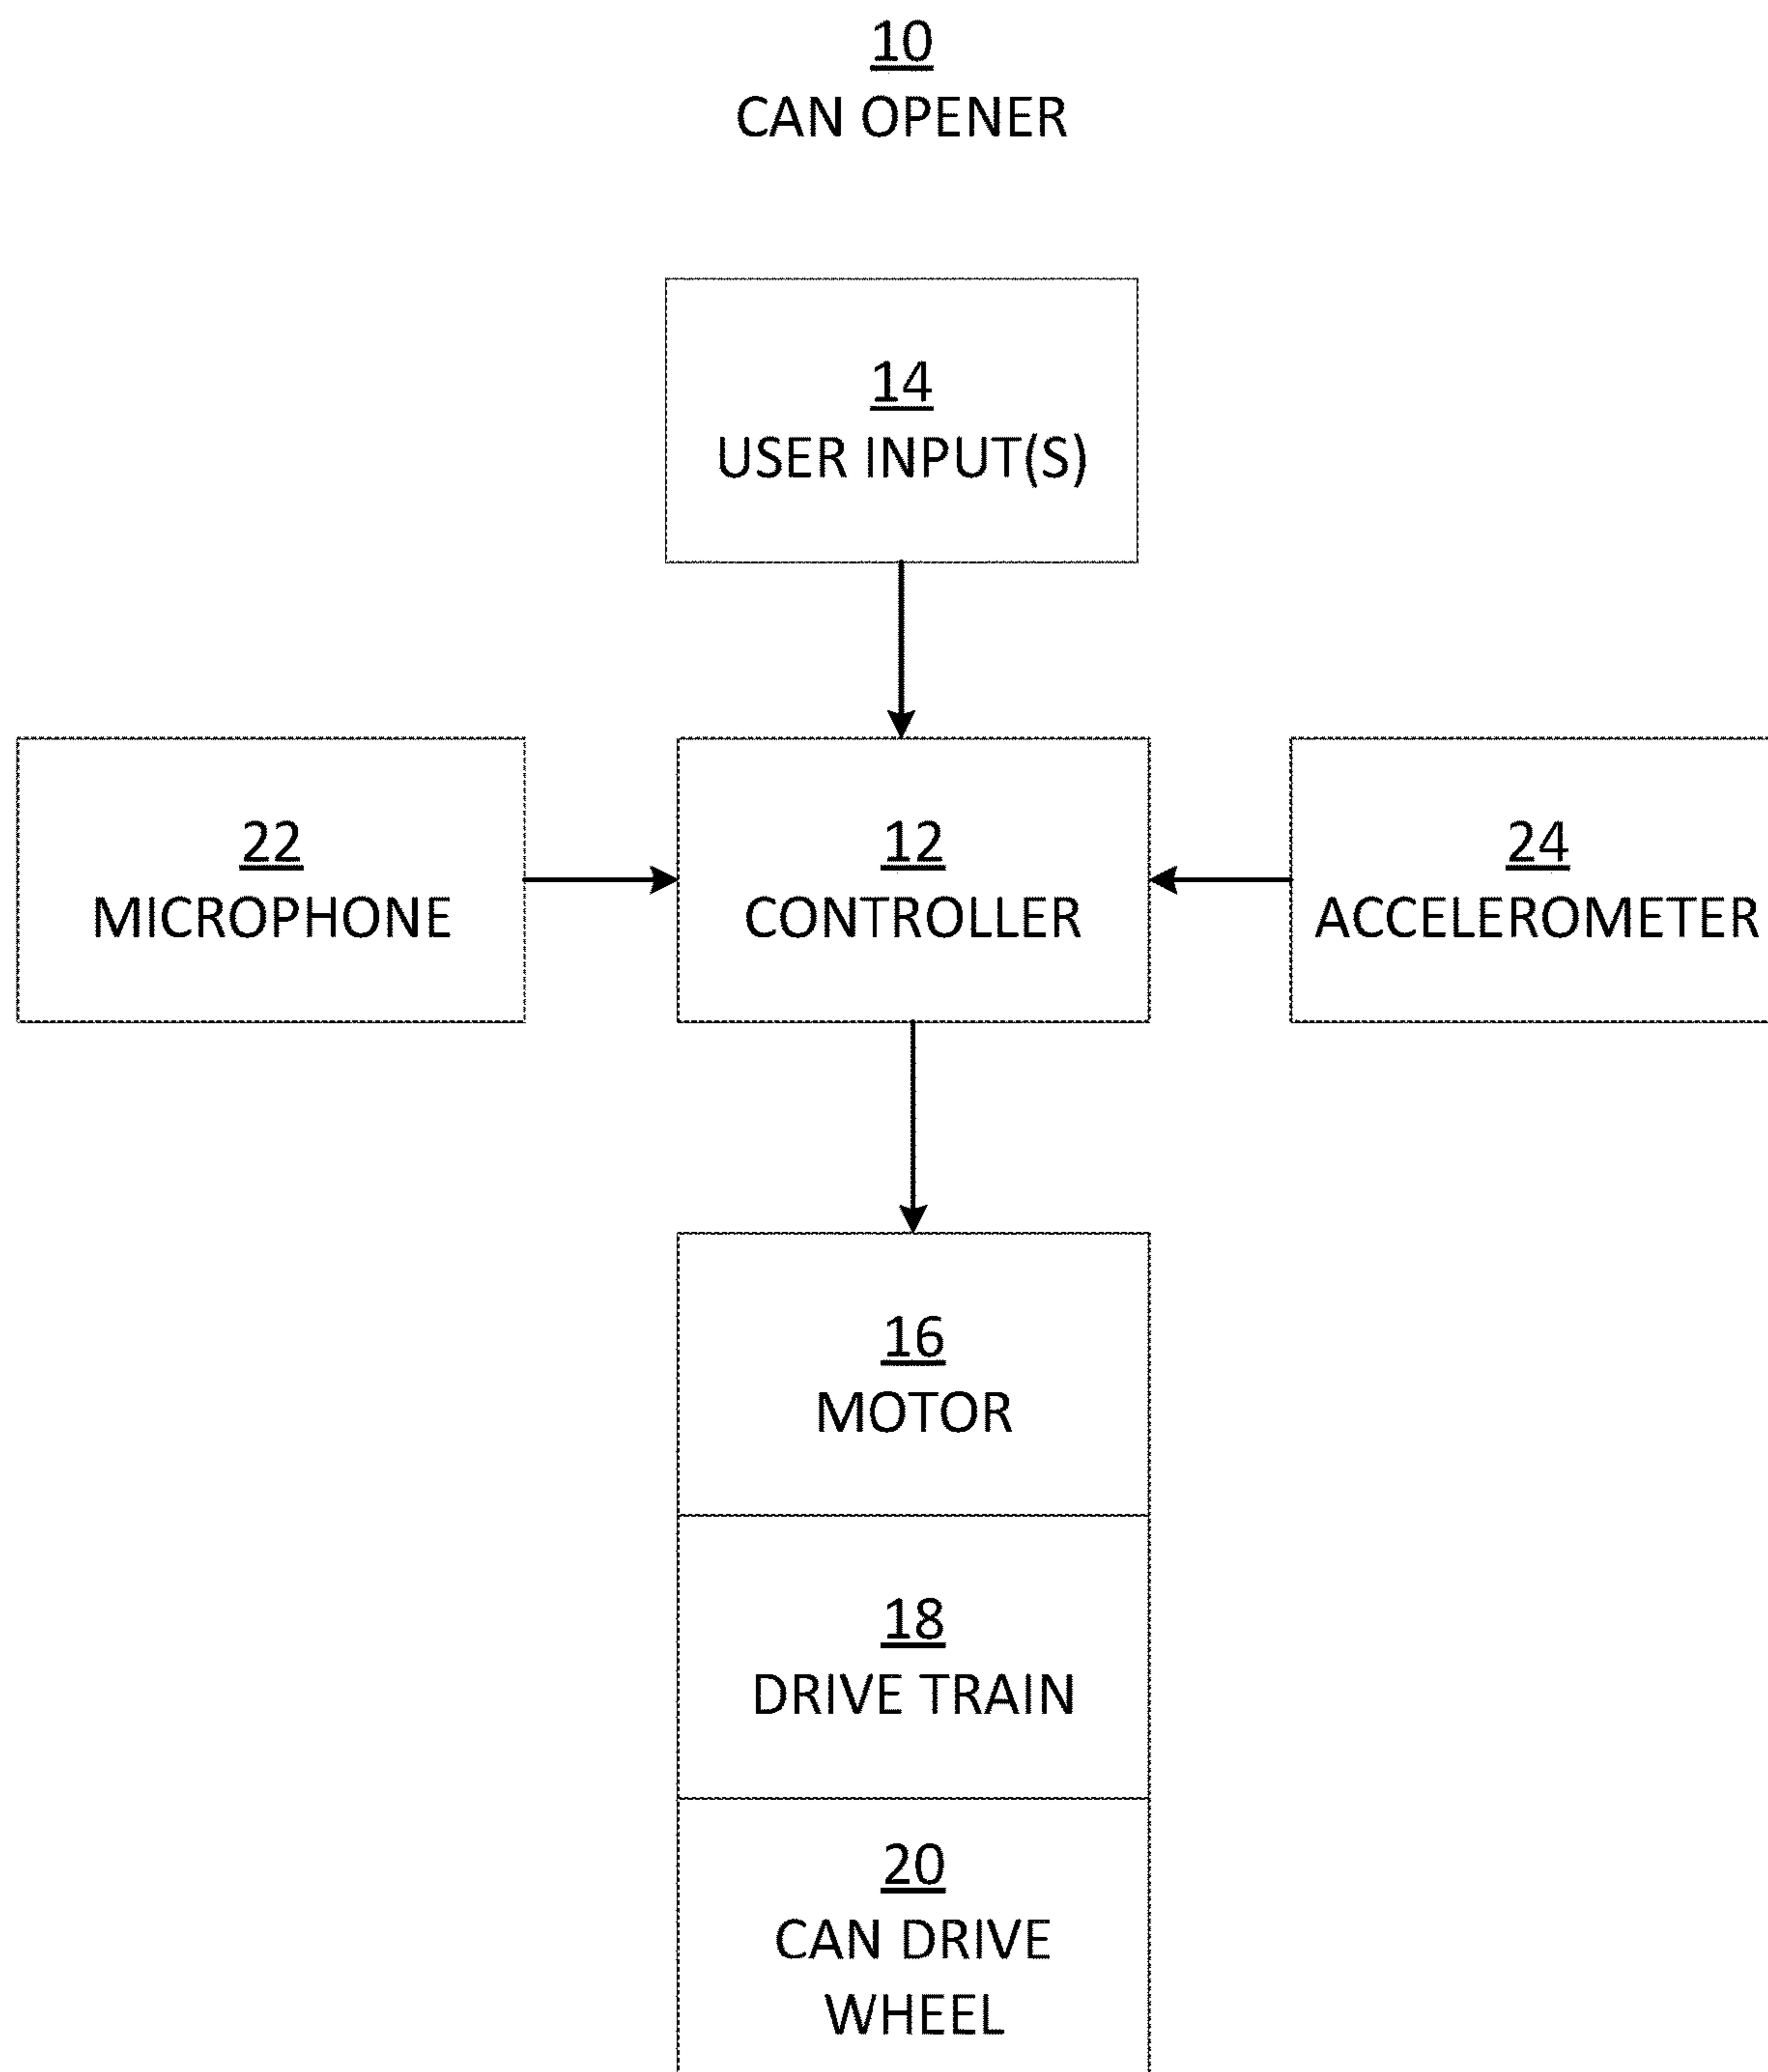 10
CAN OPENER
14
USER INPUT(S)
22
MICROPHONE
12
CONTROLLER
24
ACCELEROMETER
16
MOTOR
18
DRIVE TRAIN
20
CAN DRIVE
WHEEL